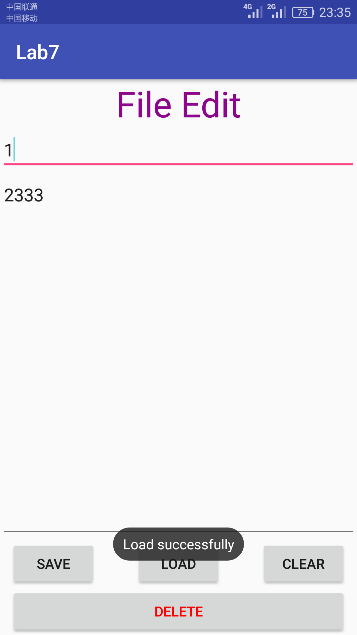 中国联通
中国移动
4G 2G 75 23:35
Lab7
File Edit
1
2333
Load successfully
SAVE LOAD CLEAR
DELETE